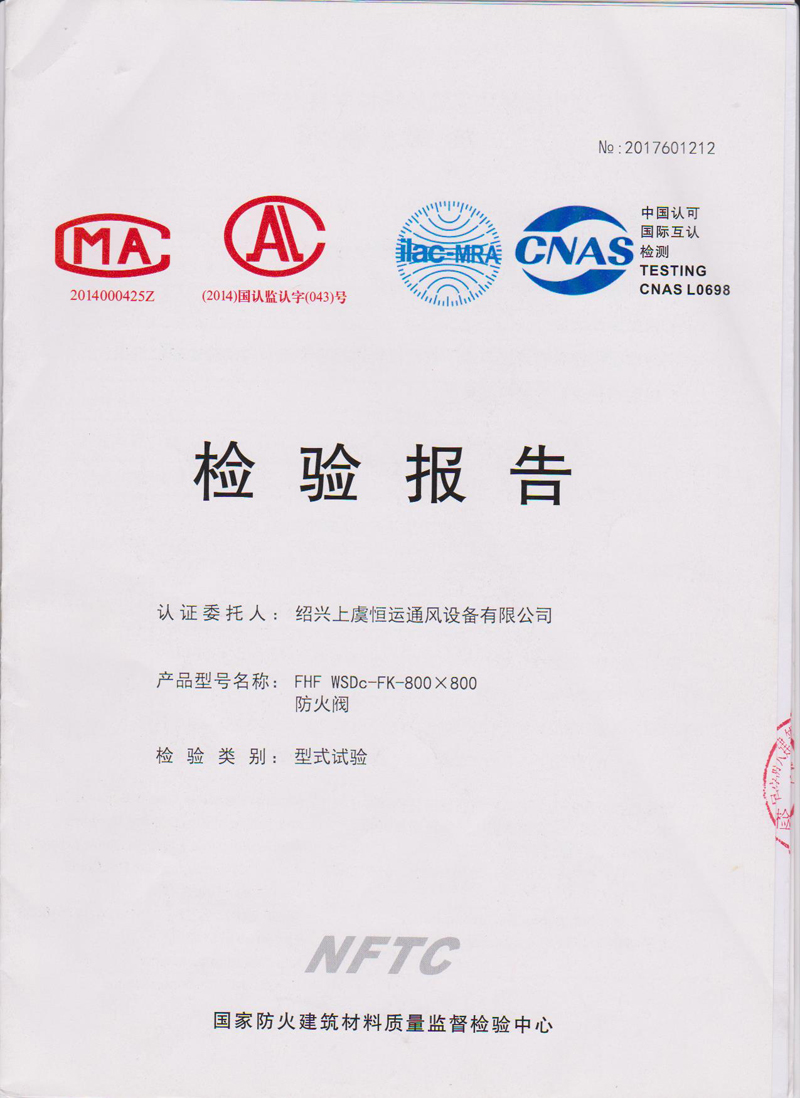 №:2017601212
MA
2014000425Z
AL
(2014)国认监认字(043)号
ilac-MRA
CNAS
中国认可
国际互认
检测
TESTING
CNAS L0698
检验报告
认证委托人: 绍兴上虞恒运通风设备有限公司
产品型号名称: FHF WSDc-FK-800×800
防火阀
检验类别: 型式试验
NFTC
国家防火建筑材料质量监督检验中心